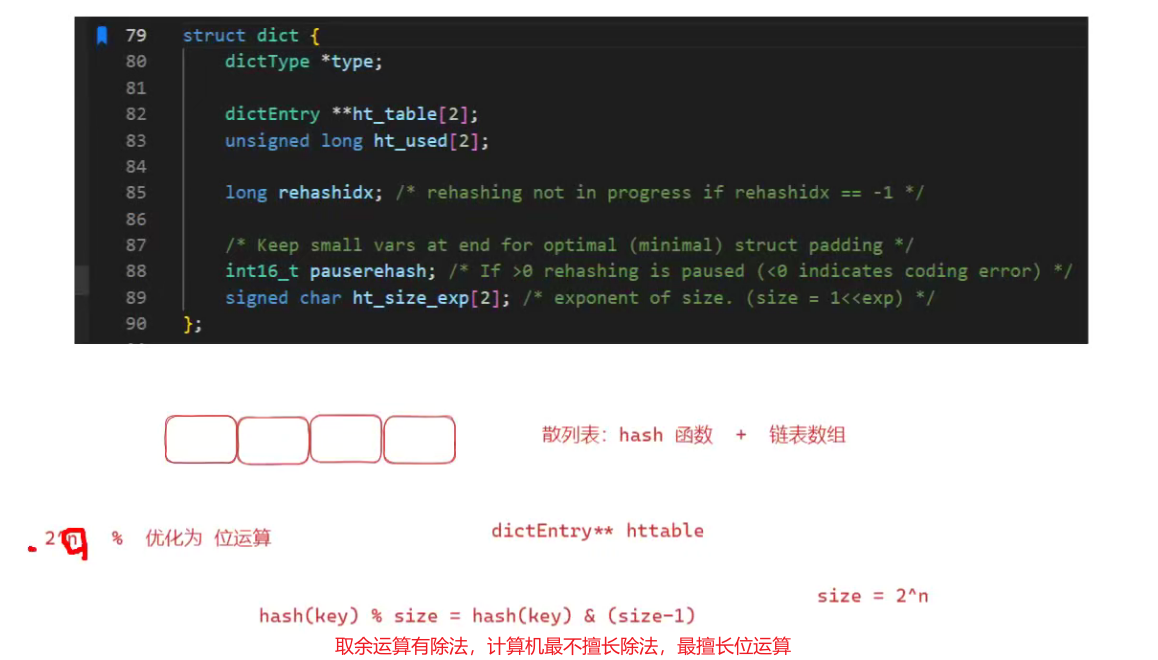 79 struct dict {
80 dictType *type;
81
82 dictEntry **ht_table[2];
83 unsigned long ht_used[2];
84
85 long rehashidx; /* rehashing not in progress if rehashidx == -1 */
86
87 /* Keep small vars at end for optimal (minimal) struct padding */
88 int16_t pauserehash; /* If >0 rehashing is paused (<0 indicates coding error) */
89 signed char ht_size_exp[2]; /* exponent of size. (size = 1<<exp) */
90 };
散列表: hash 函数 + 链表数组
dictEntry** httable
2^n % 优化为 位运算
size = 2^n
hash(key) % size = hash(key) & (size-1)
取余运算有除法，计算机最不擅长除法，最擅长位运算